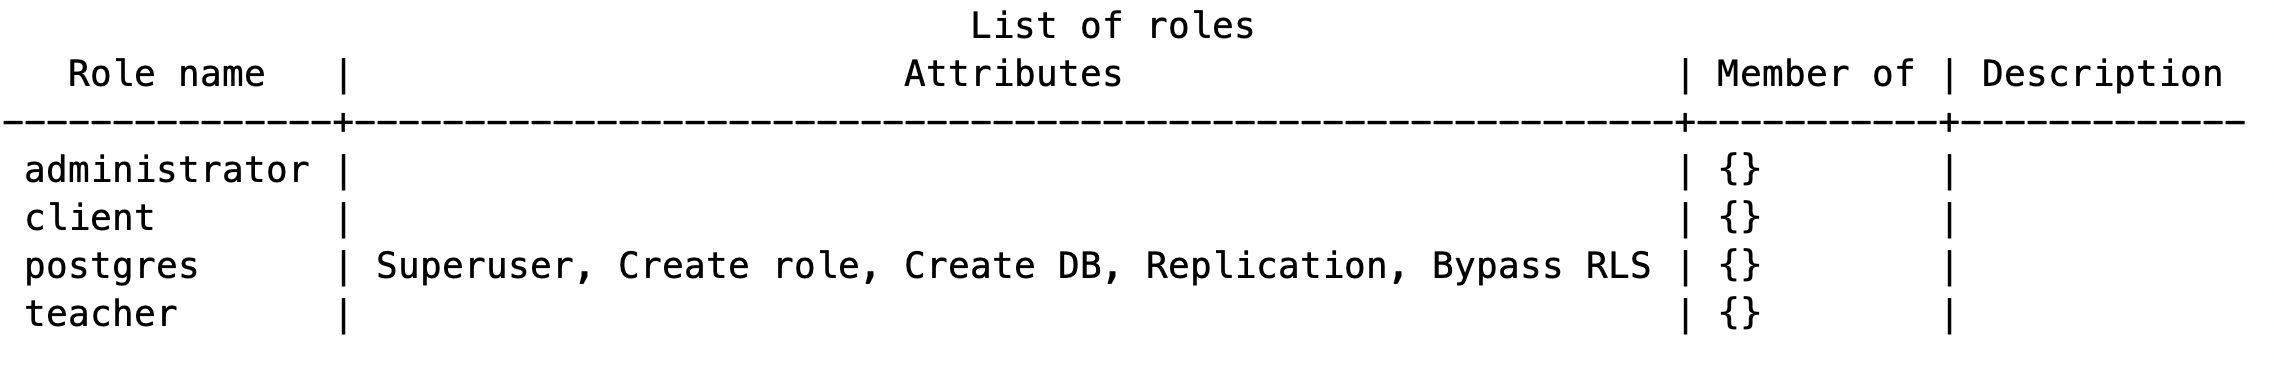 List of roles
   Role name   |                         Attributes                         | Member of | Description
---------------+------------------------------------------------------------+-----------+-------------
 administrator |                                                            | {}        |
 client        |                                                            | {}        |
 postgres      | Superuser, Create role, Create DB, Replication, Bypass RLS | {}        |
 teacher       |                                                            | {}        |